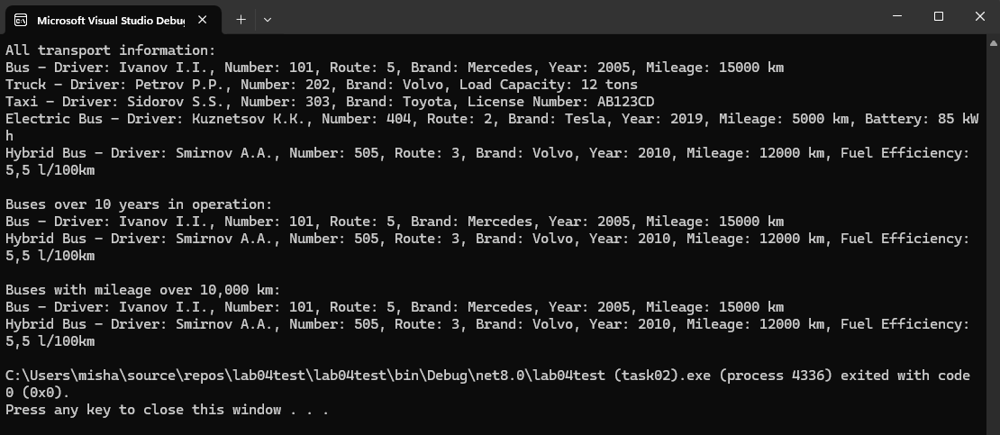 Microsoft Visual Studio Debug
All transport information:
Bus - Driver: Ivanov I.I., Number: 101, Route: 5, Brand: Mercedes, Year: 2005, Mileage: 15000 km
Truck - Driver: Petrov P.P., Number: 202, Brand: Volvo, Load Capacity: 12 tons
Taxi - Driver: Sidorov S.S., Number: 303, Brand: Toyota, License Number: AB123CD
Electric Bus - Driver: Kuznetsov K.K., Number: 404, Route: 2, Brand: Tesla, Year: 2019, Mileage: 5000 km, Battery: 85 kW
h
Hybrid Bus - Driver: Smirnov A.A., Number: 505, Route: 3, Brand: Volvo, Year: 2010, Mileage: 12000 km, Fuel Efficiency:
5,5 l/100km
Buses over 10 years in operation:
Bus - Driver: Ivanov I.I., Number: 101, Route: 5, Brand: Mercedes, Year: 2005, Mileage: 15000 km
Hybrid Bus - Driver: Smirnov A.A., Number: 505, Route: 3, Brand: Volvo, Year: 2010, Mileage: 12000 km, Fuel Efficiency:
5,5 l/100km
Buses with mileage over 10,000 km:
Bus - Driver: Ivanov I.I., Number: 101, Route: 5, Brand: Mercedes, Year: 2005, Mileage: 15000 km
Hybrid Bus - Driver: Smirnov A.A., Number: 505, Route: 3, Brand: Volvo, Year: 2010, Mileage: 12000 km, Fuel Efficiency:
5,5 l/100km
C:\Users\misha\source\repos\lab04test\lab04test\bin\Debug\net8.0\lab04test (task02).exe (process 4336) exited with code
0 (0x0).
Press any key to close this window . . .